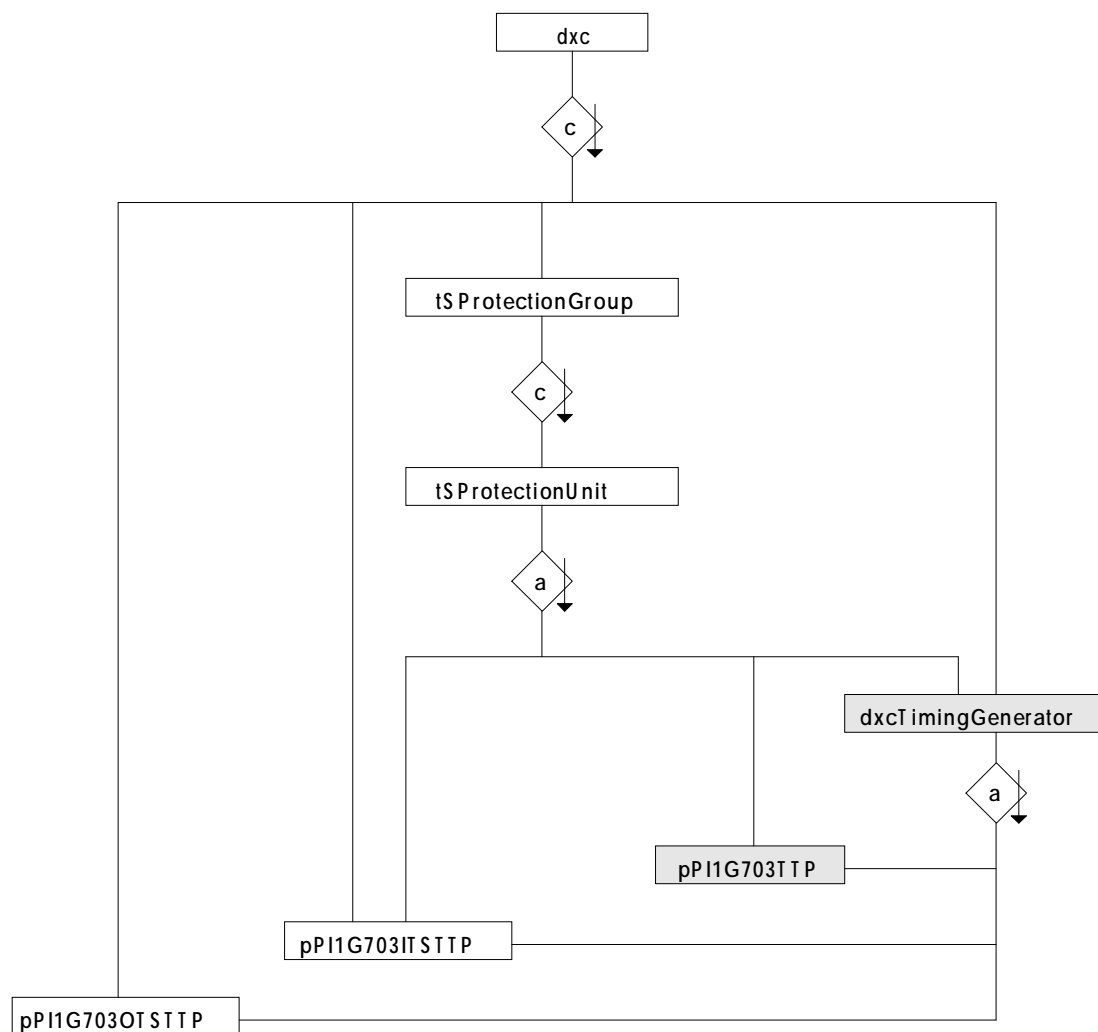 dxc
c
tSProtectionGroup
c
tSProtectionUnit
a
dxcTimingGenerator
a
pPI1G703TTP
pPI1G703ITSTTP
pPI1G703OTSTTP